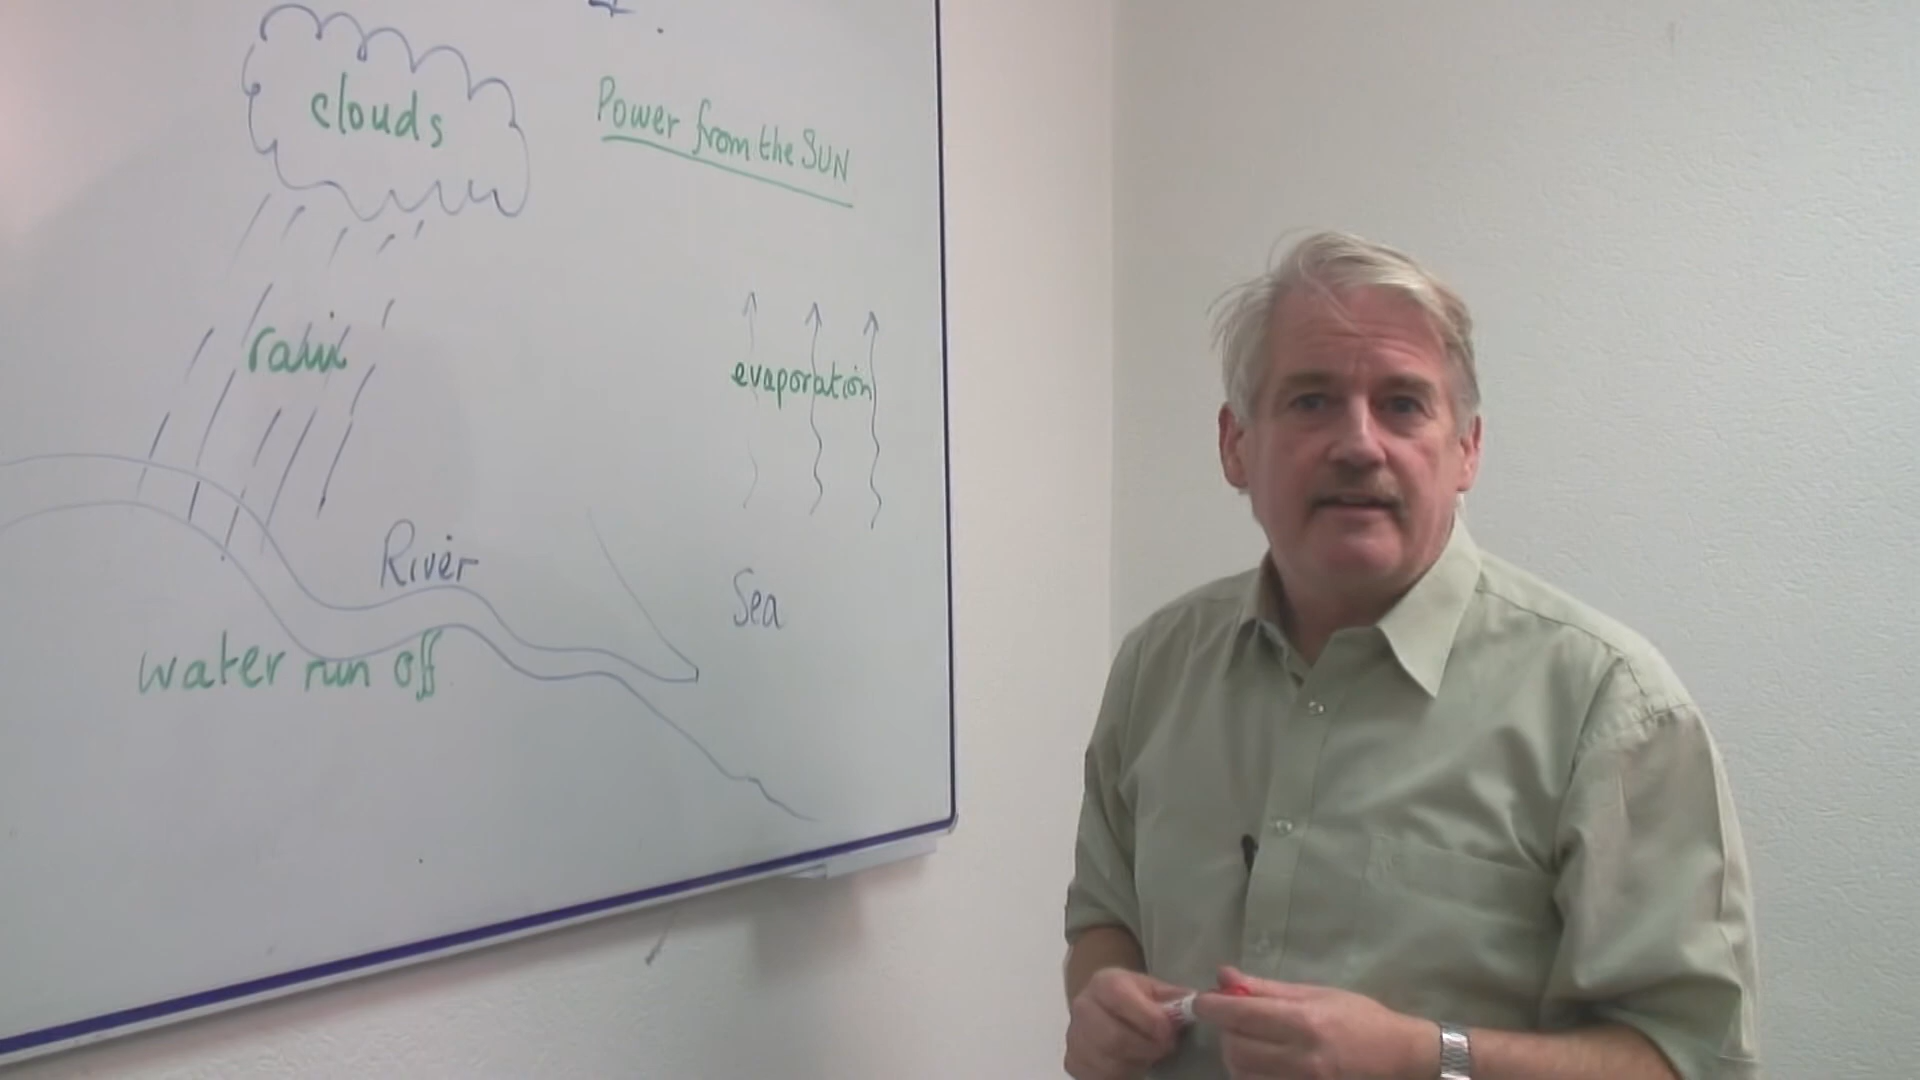 clouds
Power from the SUN
rain
evaporation
River
Sea
water run off